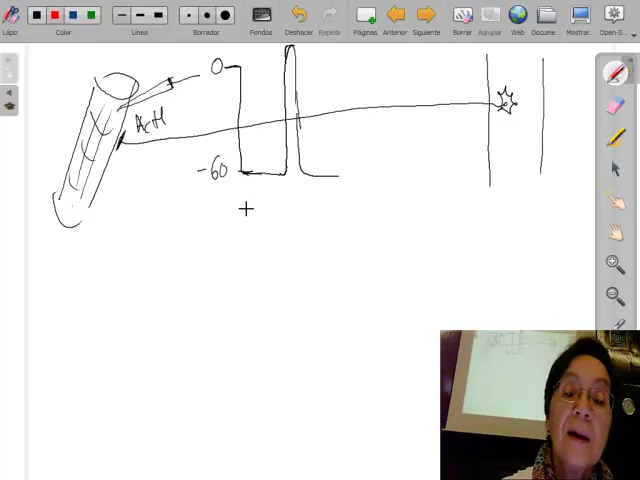 Lápiz
Color
Línea
Borrador
Fondos
Deshacer
Repetir
Páginas
Anterior
Siguiente
Borrar
Agrupar
Web
Docume...
Mostrar...
Open-S...
0
AcH
-60